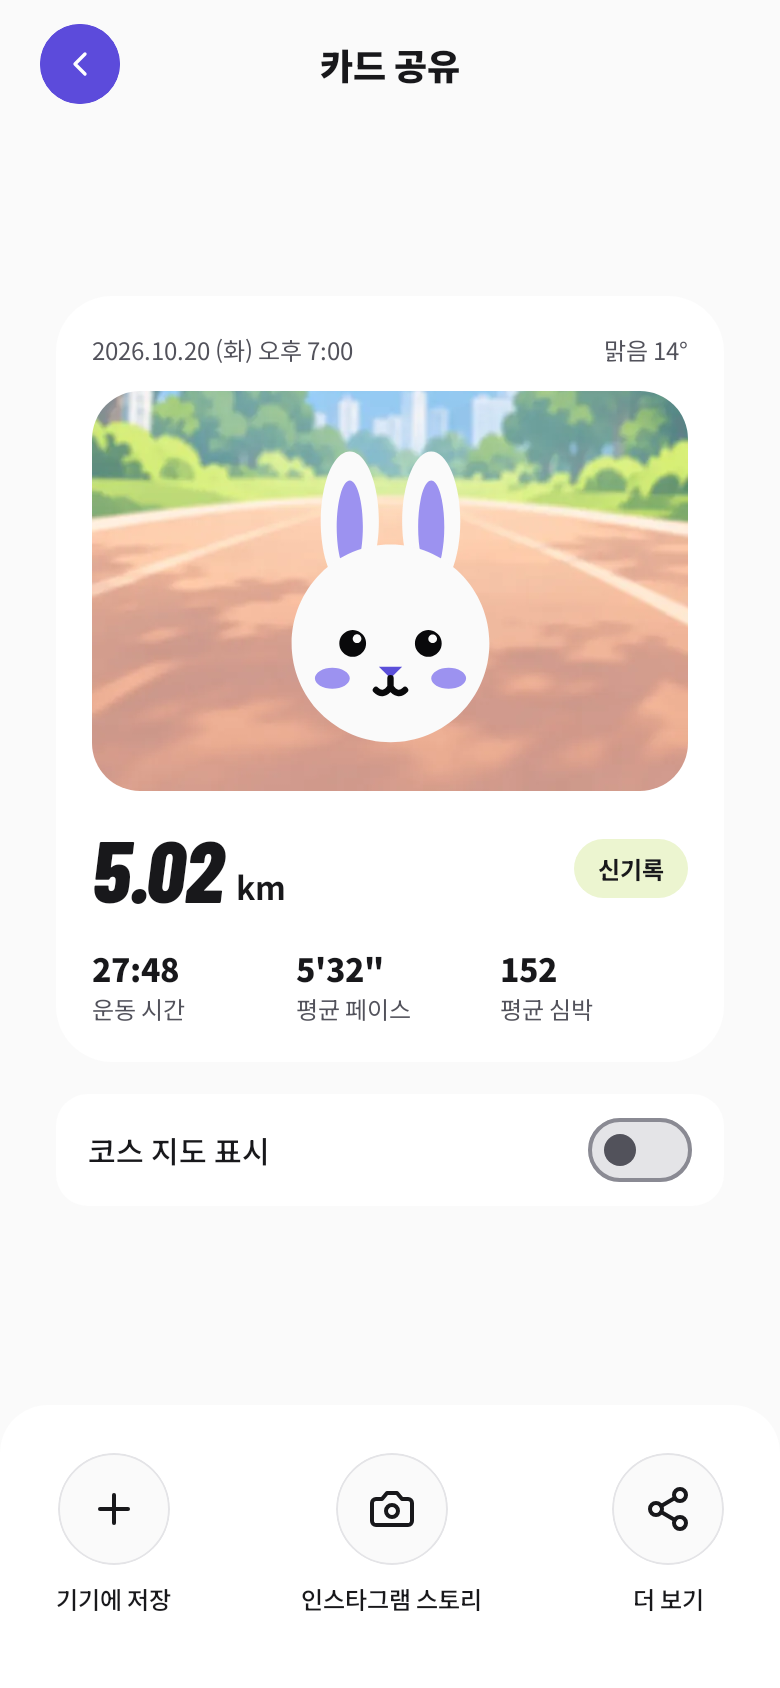 카드 공유
2026.10.20 (화) 오후 7:00 맑음 14°
5.02 km 신기록
27:48 5'32" 152
운동 시간 평균 페이스 평균 심박
코스 지도 표시
기기에 저장 인스타그램 스토리 더 보기